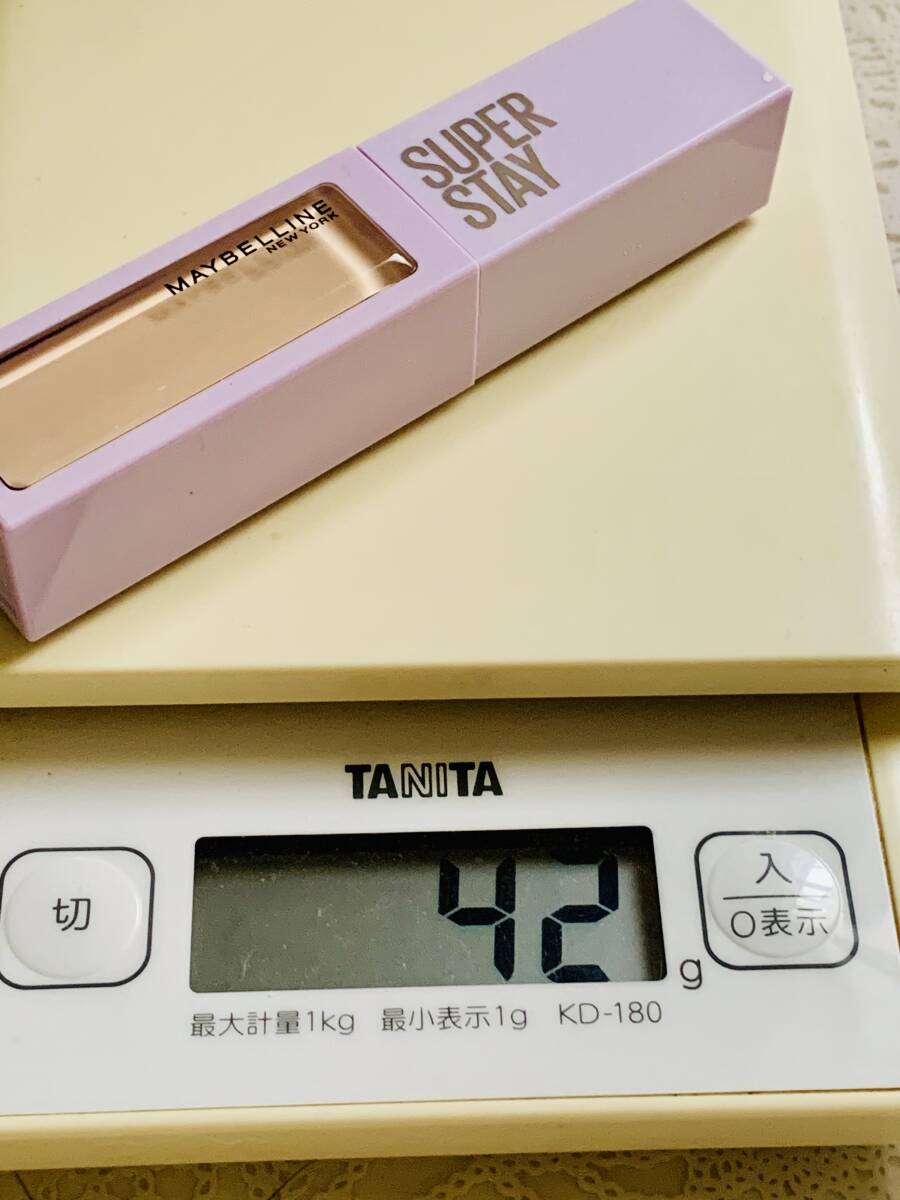 SUPER
STAY
MAYBELLINE
NEW YORK
TANITA
切
42 g
入
0表示
最大計量1kg 最小表示1g KD-180